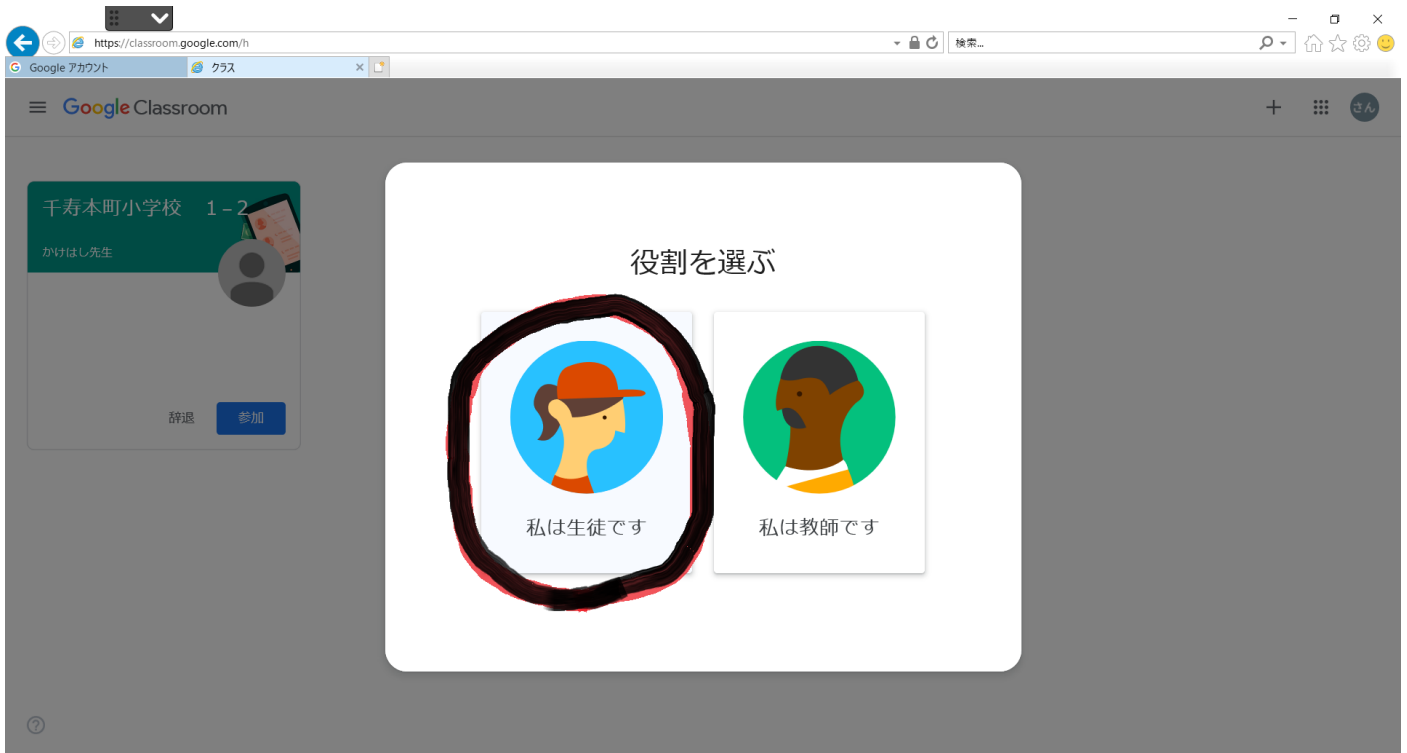 https://classroom.google.com/h
検索...
Google アカウント
クラス
Google Classroom
さん
千寿本町小学校 1-2
かけはし先生
辞退
参加
役割を選ぶ
私は生徒です
私は教師です